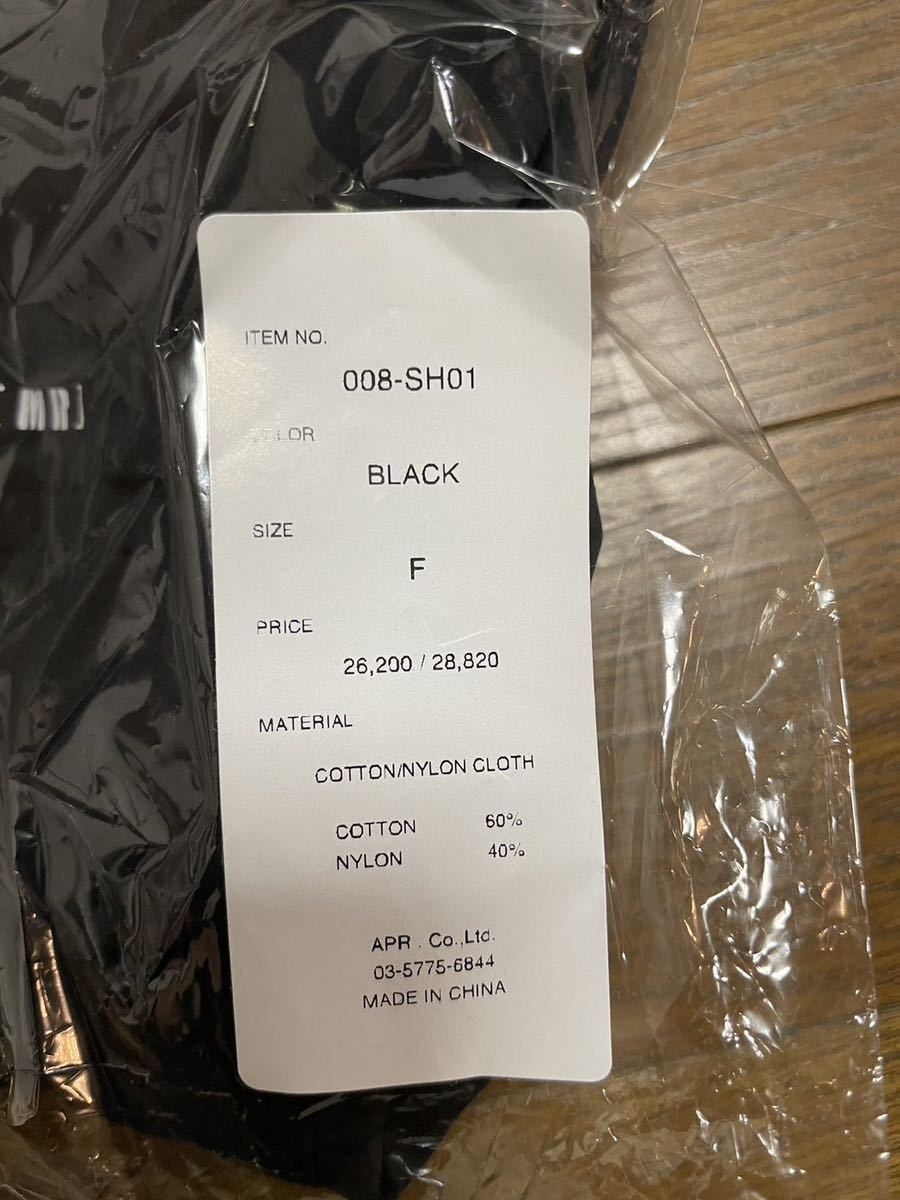 ITEM NO.
008-SH01
COLOR
BLACK
SIZE
F
PRICE
26,200 / 28,820
MATERIAL
COTTON/NYLON CLOTH
COTTON 60%
NYLON 40%
APR . Co.,Ltd.
03-5775-6844
MADE IN CHINA